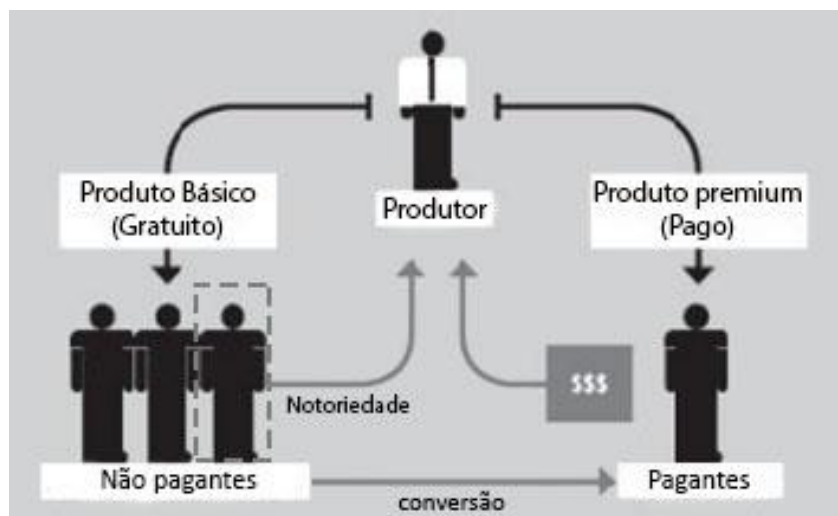 Produtor
Produto Básico
(Gratuito)
Produto premium
(Pago)
Notoriedade
$$$
Não pagantes
conversão
Pagantes